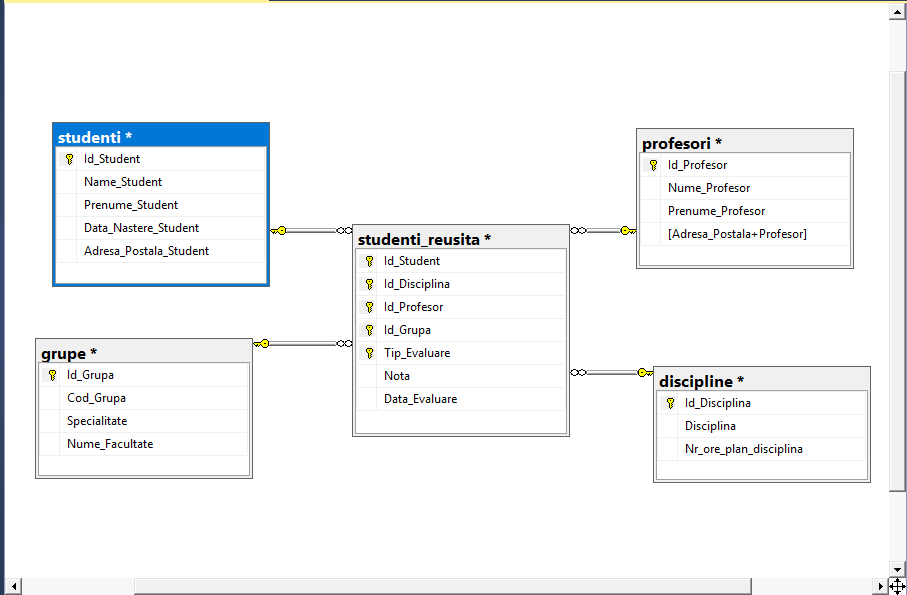 studenti *
Id_Student
Name_Student
Prenume_Student
Data_Nastere_Student
Adresa_Postala_Student
grupe *
Id_Grupa
Cod_Grupa
Specialitate
Nume_Facultate
studenti_reusita *
Id_Student
Id_Disciplina
Id_Profesor
Id_Grupa
Tip_Evaluare
Nota
Data_Evaluare
profesori *
Id_Profesor
Nume_Profesor
Prenume_Profesor
[Adresa_Postala+Profesor]
discipline *
Id_Disciplina
Disciplina
Nr_ore_plan_disciplina